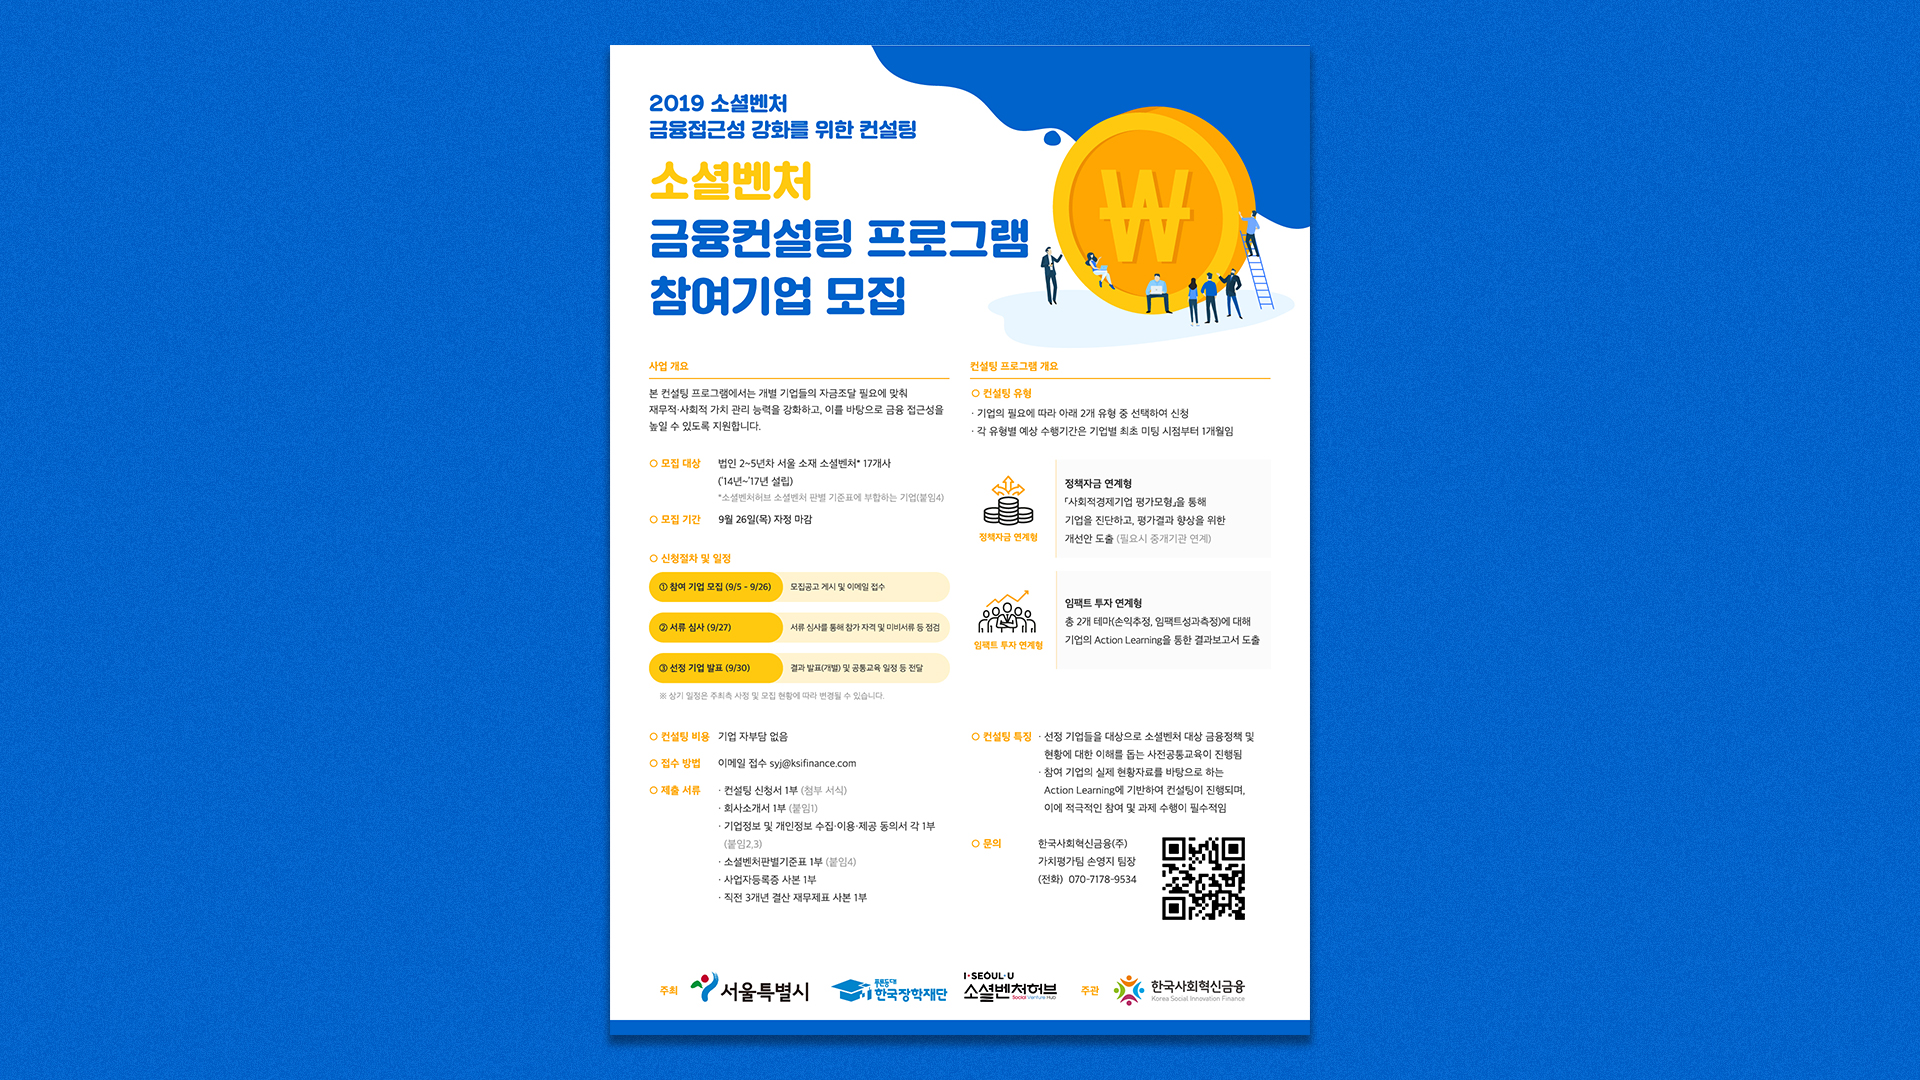 2019 소셜벤처
금융접근성 강화를 위한 컨설팅
소셜벤처
금융컨설팅 프로그램
참여기업 모집
₩
사업 개요
본 컨설팅 프로그램에서는 개별 기업들의 자금조달 필요에 맞춰
재무적·사회적 가치 관리 능력을 강화하고, 이를 바탕으로 금융 접근성을
높일 수 있도록 지원합니다.
모집 대상 법인 2~5년차 서울 소재 소셜벤처* 17개사
('14년~'17년 설립)
*소셜벤처허브 소셜벤처 판별 기준표에 부합하는 기업(붙임4)
모집 기간 9월 26일(목) 자정 마감
신청절차 및 일정
① 참여 기업 모집 (9/5 - 9/26) 모집공고 게시 및 이메일 접수
② 서류 심사 (9/27) 서류 심사를 통해 참가 자격 및 미비서류 등 점검
③ 선정 기업 발표 (9/30) 결과 발표(개별) 및 공통교육 일정 등 전달
※ 상기 일정은 주최측 사정 및 모집 현황에 따라 변경될 수 있습니다.
컨설팅 비용 기업 자부담 없음
접수 방법 이메일 접수 syj@ksifinance.com
제출 서류 · 컨설팅 신청서 1부 (첨부 서식)
· 회사소개서 1부 (붙임1)
· 기업정보 및 개인정보 수집·이용·제공 동의서 각 1부
(붙임2,3)
· 소셜벤처판별기준표 1부 (붙임4)
· 사업자등록증 사본 1부
· 직전 3개년 결산 재무제표 사본 1부
컨설팅 프로그램 개요
컨설팅 유형
· 기업의 필요에 따라 아래 2개 유형 중 선택하여 신청
· 각 유형별 예상 수행기간은 기업별 최초 미팅 시점부터 1개월임
정책자금 연계형
정책자금 연계형
「사회적경제기업 평가모형」을 통해
기업을 진단하고, 평가결과 향상을 위한
개선안 도출 (필요시 중개기관 연계)
임팩트 투자 연계형
임팩트 투자 연계형
총 2개 테마(손익추정, 임팩트성과측정)에 대해
기업의 Action Learning을 통한 결과보고서 도출
컨설팅 특징 · 선정 기업들을 대상으로 소셜벤처 대상 금융정책 및
현황에 대한 이해를 돕는 사전공통교육이 진행됨
· 참여 기업의 실제 현황자료를 바탕으로 하는
Action Learning에 기반하여 컨설팅이 진행되며,
이에 적극적인 참여 및 과제 수행이 필수적임
문의 한국사회혁신금융(주)
가치평가팀 손영지 팀장
(전화) 070-7178-9534
주최 서울특별시
푸른등대
한국장학재단
I·SEOUL·U
소셜벤처허브
Social Venture Hub
주관 한국사회혁신금융
Korea Social Innovation Finance